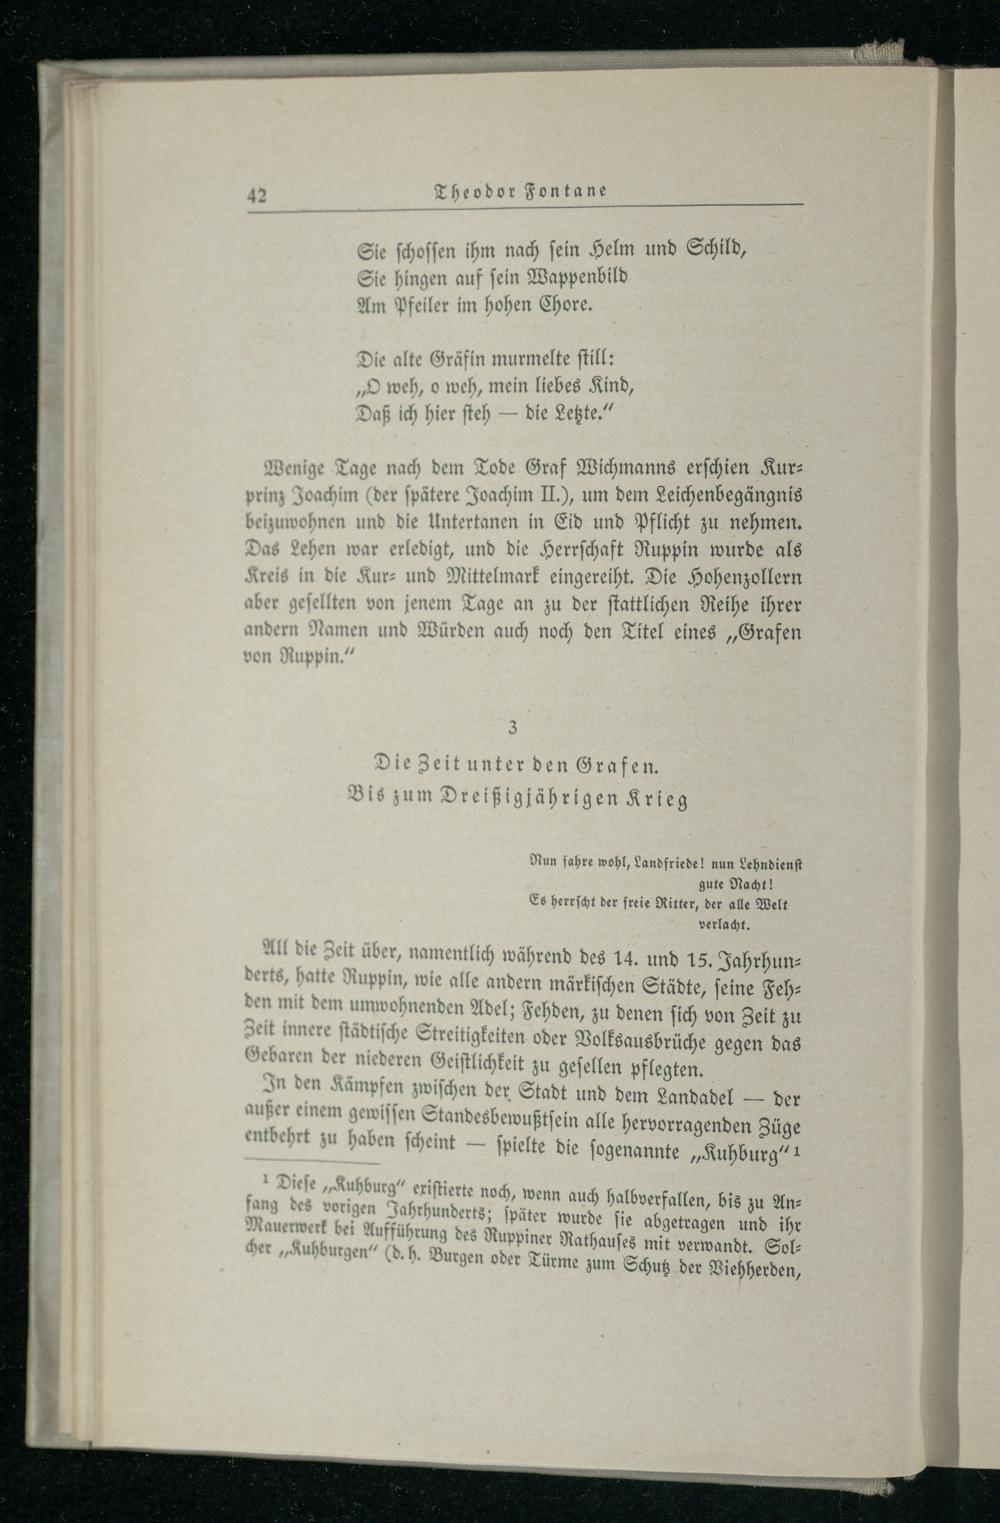 42 Theodor Fontane
Sie schossen ihm nach sein Helm und Schild,
Sie hingen auf sein Wappenbild
Am Pfeiler im hohen Chore.
Die alte Gräfin murmelte still:
„O weh, o weh, mein liebes Kind,
Daß ich hier steh — die Letzte.“
Wenige Tage nach dem Tode Graf Wichmanns erschien Kur-
prinz Joachim (der spätere Joachim II.), um dem Leichenbegängnis
beizuwohnen und die Untertanen in Eid und Pflicht zu nehmen.
Das Lehen war erledigt, und die Herrschaft Ruppin wurde als
Kreis in die Kur- und Mittelmark eingereiht. Die Hohenzollern
aber gesellten von jenem Tage an zu der stattlichen Reihe ihrer
andern Namen und Würden auch noch den Titel eines „Grafen
von Ruppin.“
3
Die Zeit unter den Grafen.
Bis zum Dreißigjährigen Krieg
Nun fahre wohl, Landfriede! nun Lehndienst
gute Nacht!
Es herrscht der freie Ritter, der alle Welt
verlacht.
All die Zeit über, namentlich während des 14. und 15. Jahrhun-
derts, hatte Ruppin, wie alle andern märkischen Städte, seine Feh-
den mit dem umwohnenden Adel; Fehden, zu denen sich von Zeit zu
Zeit innere städtische Streitigkeiten oder Volksausbrüche gegen das
Gebaren der niederen Geistlichkeit zu gesellen pflegten.
In den Kämpfen zwischen der Stadt und dem Landadel — der
außer einem gewissen Standesbewußtsein alle hervorragenden Züge
entbehrt zu haben scheint — spielte die sogenannte „Kuhburg“¹
¹ Diese „Kuhburg“ existierte noch, wenn auch halbverfallen, bis zu An-
fang des vorigen Jahrhunderts; später wurde sie abgetragen und ihr
Mauerwerk bei Aufführung des Ruppiner Rathauses mit verwandt. Sol-
cher „Kuhburgen“ (d. h. Burgen oder Türme zum Schutz der Viehherden,